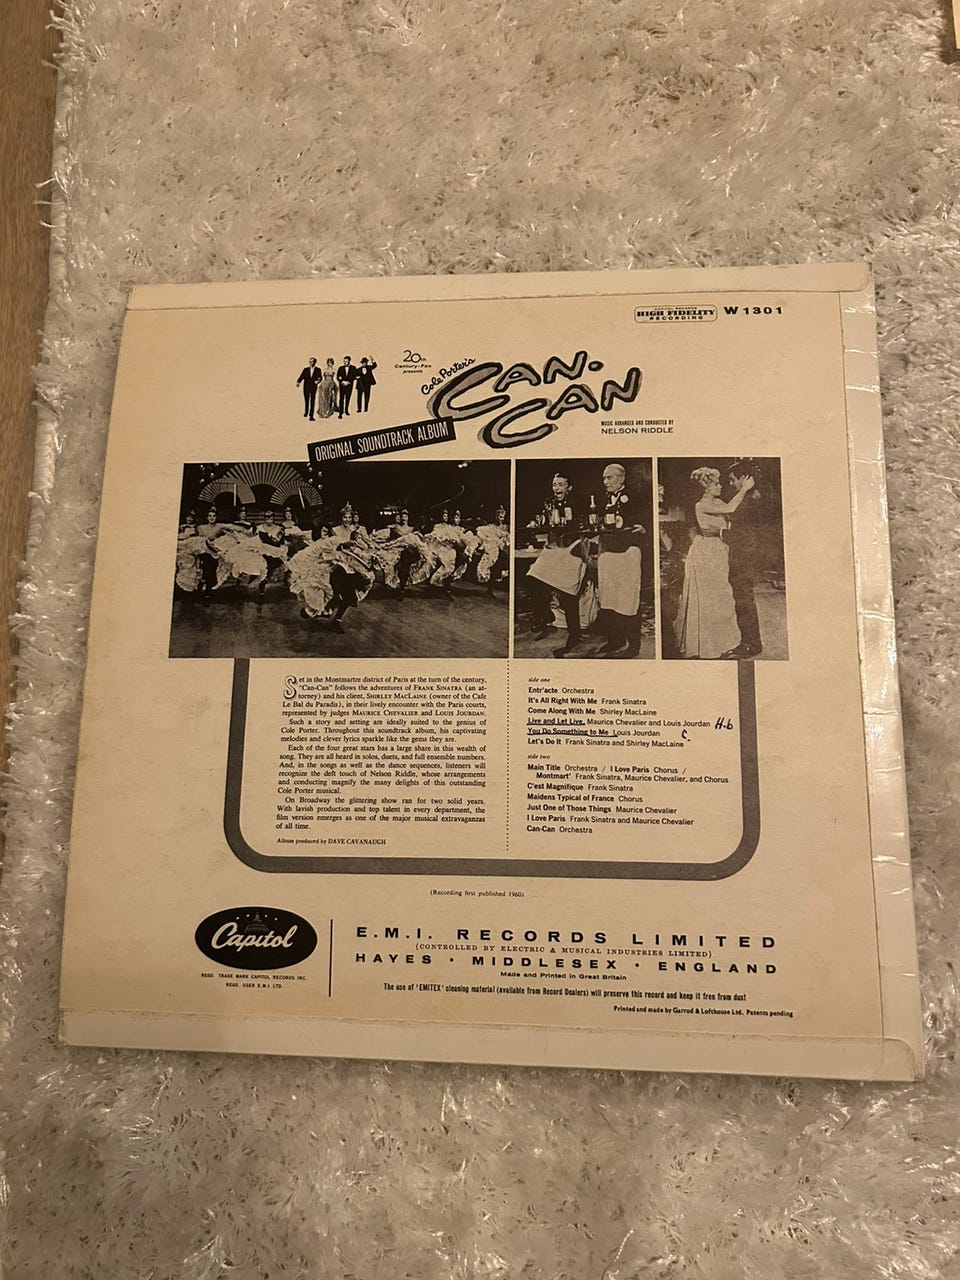 CAPITOL RECORDS
HIGH FIDELITY
RECORDING
W 1301
20th
Century-Fox
presents
Cole Porter's
CAN-
CAN
ORIGINAL SOUNDTRACK ALBUM
MUSIC ARRANGED AND CONDUCTED BY
NELSON RIDDLE
Set in the Montmartre district of Paris at the turn of the century,
"Can-Can" follows the adventures of FRANK SINATRA (an at-
torney) and his client, SHIRLEY MACLAINE (owner of the Cafe
Le Bal du Paradis), in their lively encounter with the Paris courts,
represented by judges MAURICE CHEVALIER and LOUIS JOURDAN.
Such a story and setting are ideally suited to the genius of
Cole Porter. Throughout this soundtrack album, his captivating
melodies and clever lyrics sparkle like the gems they are.
Each of the four great stars has a large share in this wealth of
song. They are all heard in solos, duets, and full ensemble numbers.
And, in the songs as well as the dance sequences, listeners will
recognize the deft touch of Nelson Riddle, whose arrangements
and conducting magnify the many delights of this outstanding
Cole Porter musical.
On Broadway the glittering show ran for two solid years.
With lavish production and top talent in every department, the
film version emerges as one of the major musical extravaganzas
of all time.
Album produced by DAVE CAVANAUGH
side one
Entr'acte Orchestra
It's All Right With Me Frank Sinatra
Come Along With Me Shirley MacLaine
Live and Let Live Maurice Chevalier and Louis Jourdan H.b
You Do Something to Me Louis Jourdan C
Let's Do It Frank Sinatra and Shirley MacLaine
side two
Main Title Orchestra / I Love Paris Chorus /
Montmart' Frank Sinatra, Maurice Chevalier, and Chorus
C'est Magnifique Frank Sinatra
Maidens Typical of France Chorus
Just One of Those Things Maurice Chevalier
I Love Paris Frank Sinatra and Maurice Chevalier
Can-Can Orchestra
(Recording first published 1960)
Capitol
REGD. TRADE MARK CAPITOL RECORDS INC.
REGD. USER E.M.I. LTD.
E.M.I. RECORDS LIMITED
(CONTROLLED BY ELECTRIC & MUSICAL INDUSTRIES LIMITED)
HAYES · MIDDLESEX · ENGLAND
Made and Printed in Great Britain
The use of 'EMITEX' cleaning material (available from Record Dealers) will preserve this record and keep it free from dust
Printed and made by Garrod & Lofthouse Ltd. Patents pending